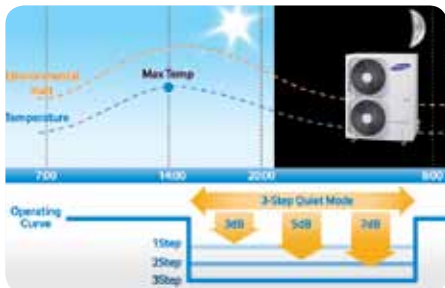 Environmental
Heat
Max Temp
Temperature
SAMSUNG
7:00
14:00
20:00
8:00
3-Step Quiet Mode
Operating
Curve
3dB
5dB
7dB
1Step
2Step
3Step